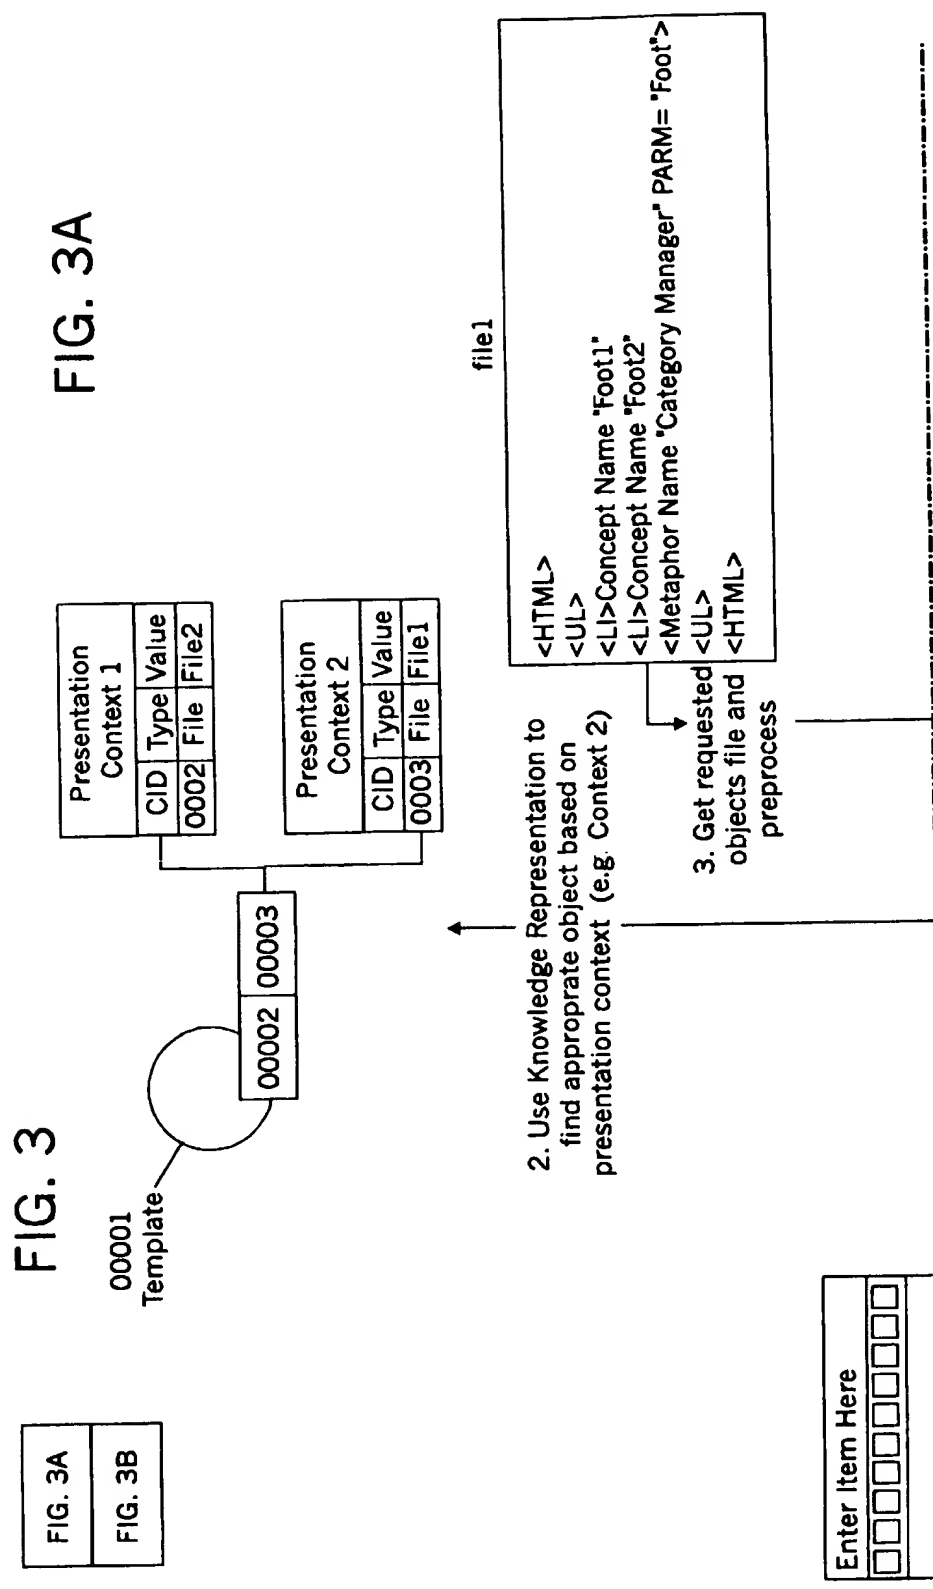 FIG. 3A
FIG. 3B
FIG. 3
FIG. 3A
00001
Template
00002 00003
Presentation
Context 1
CID Type Value
0002 File File2
Presentation
Context 2
CID Type Value
0003 File File1
2. Use Knowledge Representation to
find approprate object based on
presentation context (e.g. Context 2)
file1
<HTML>
<UL>
<LI>Concept Name "Foot1"
<LI>Concept Name "Foot2"
<Metaphor Name "Category Manager" PARM= "Foot">
<UL>
<HTML>
3. Get requested
objects file and
preprocess
Enter Item Here